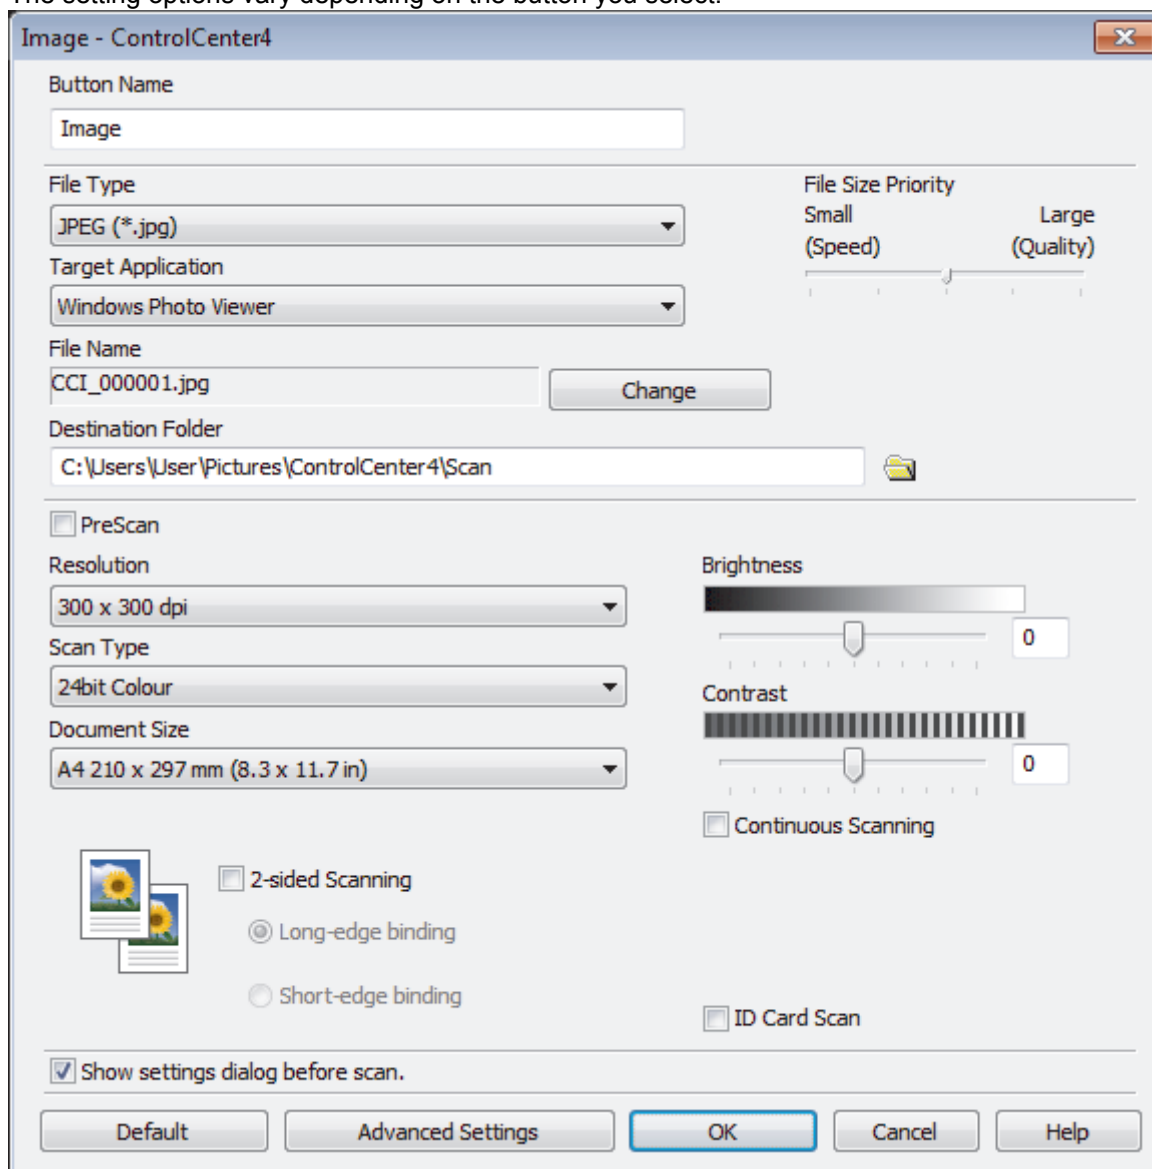 The setting options vary depending on the button you select.
Image - ControlCenter4
Button Name
Image
File Type
JPEG (*.jpg)
Target Application
Windows Photo Viewer
File Name
CCI_000001.jpg
Change
Destination Folder
C:\Users\User\Pictures\ControlCenter4\Scan
File Size Priority
Small Large
(Speed) (Quality)
PreScan
Resolution
300 x 300 dpi
Scan Type
24bit Colour
Document Size
A4 210 x 297 mm (8.3 x 11.7 in)
Brightness
0
Contrast
0
Continuous Scanning
2-sided Scanning
Long-edge binding
Short-edge binding
ID Card Scan
Show settings dialog before scan.
Default Advanced Settings OK Cancel Help